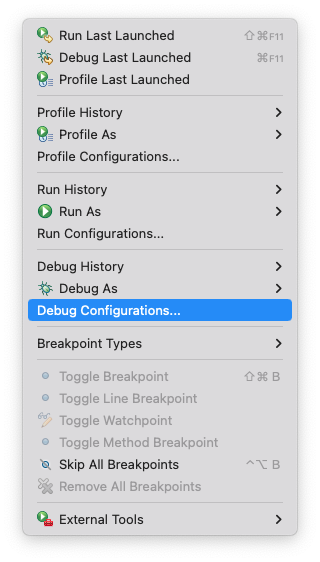 Run Last Launched ⇧⌘F11
Debug Last Launched ⌘F11
Profile Last Launched
Profile History
Profile As
Profile Configurations...
Run History
Run As
Run Configurations...
Debug History
Debug As
Debug Configurations...
Breakpoint Types
Toggle Breakpoint ⇧⌘ B
Toggle Line Breakpoint
Toggle Watchpoint
Toggle Method Breakpoint
Skip All Breakpoints ^⌥ B
Remove All Breakpoints
External Tools